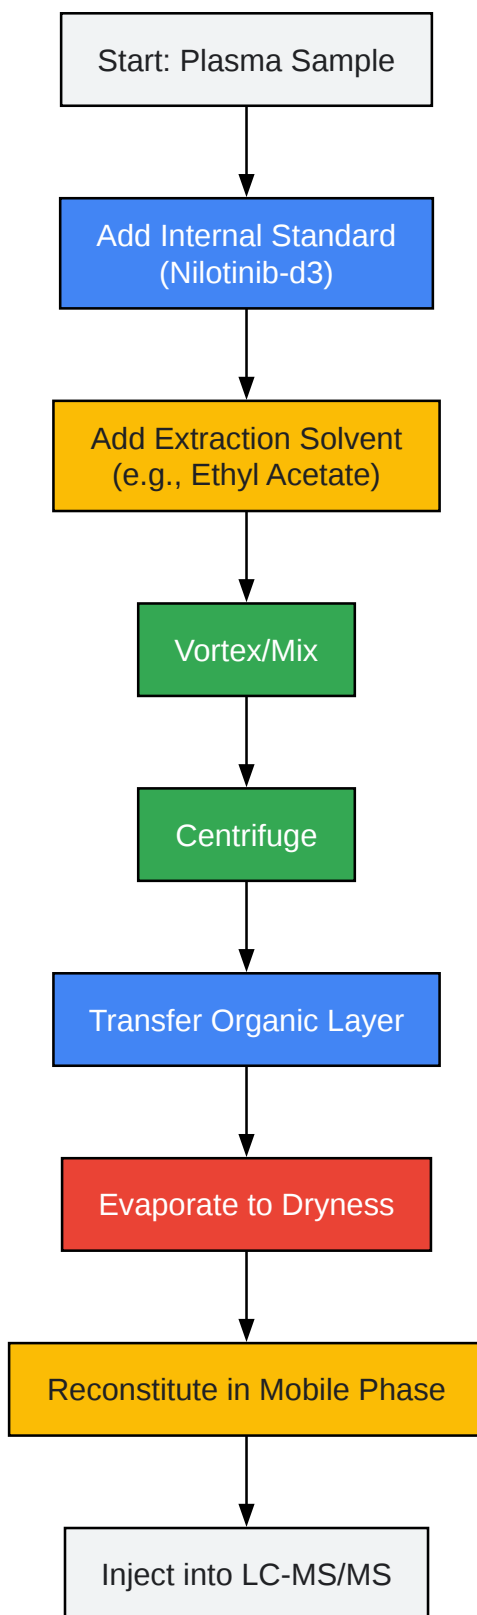 Start: Plasma Sample
Add Internal Standard
(Nilotinib-d3)
Add Extraction Solvent
(e.g., Ethyl Acetate)
Vortex/Mix
Centrifuge
Transfer Organic Layer
Evaporate to Dryness
Reconstitute in Mobile Phase
Inject into LC-MS/MS